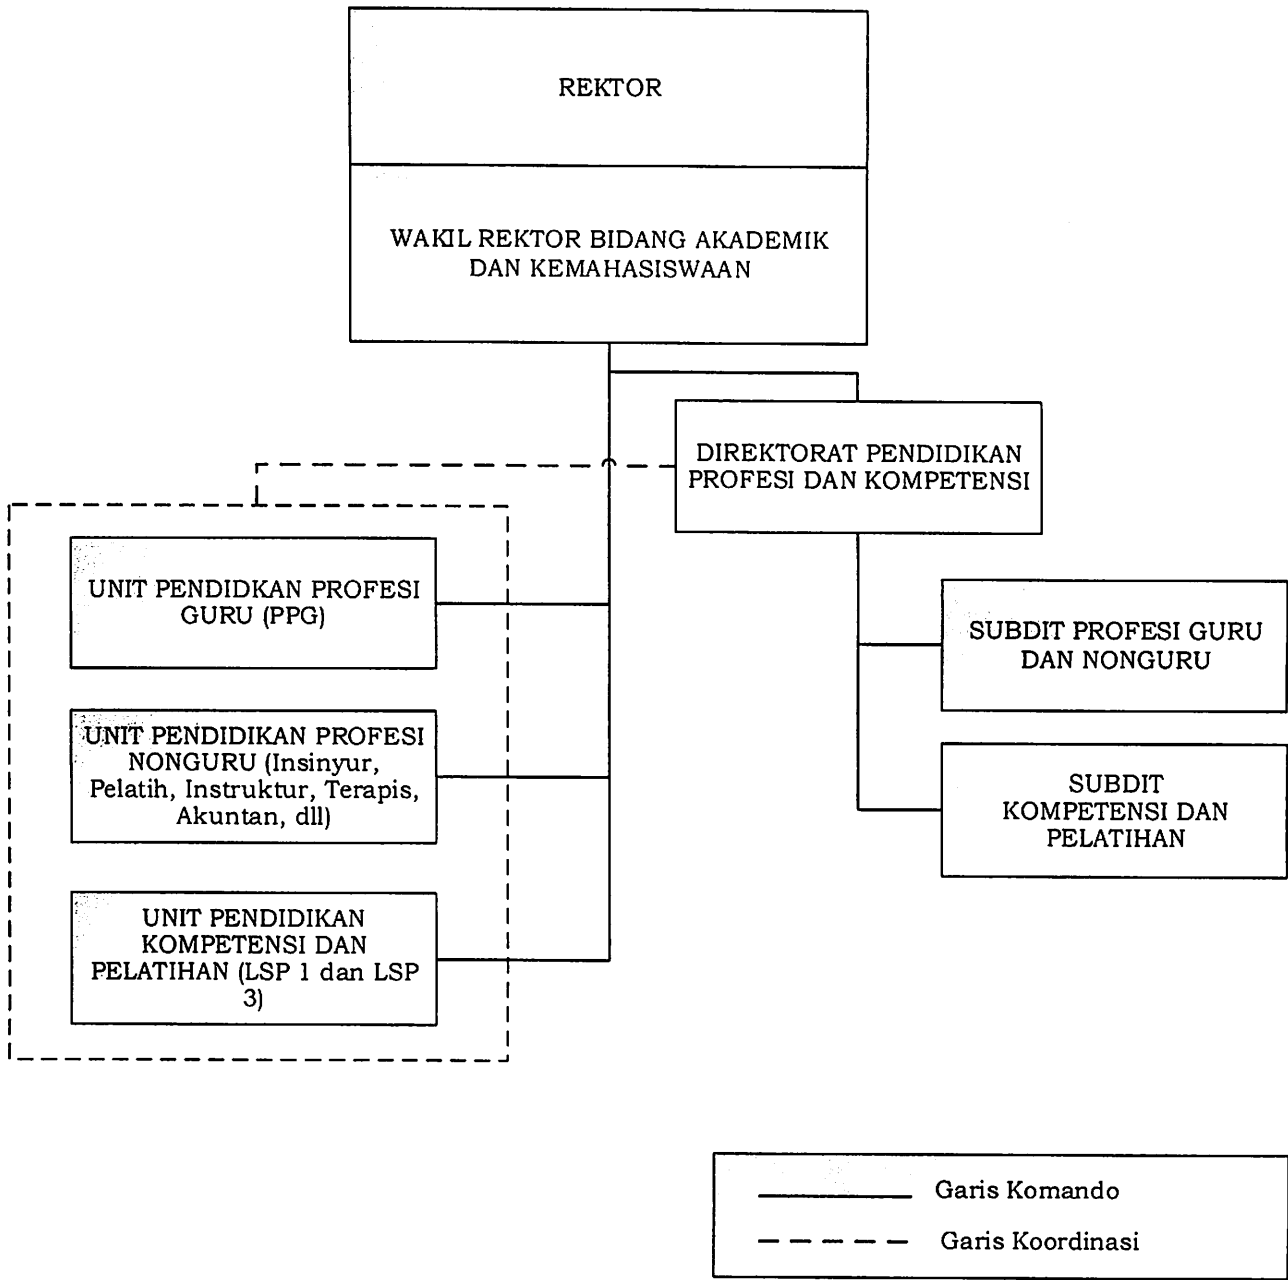 REKTOR
WAKIL REKTOR BIDANG AKADEMIK
DAN KEMAHASISWAAN
DIREKTORAT PENDIDIKAN
PROFESI DAN KOMPETENSI
UNIT PENDIDKAN PROFESI
GURU (PPG)
UNIT PENDIDIKAN PROFESI
NONGURU (Insinyur,
Pelatih, Instruktur, Terapis,
Akuntan, dll)
UNIT PENDIDIKAN
KOMPETENSI DAN
PELATIHAN (LSP 1 dan LSP
3)
SUBDIT PROFESI GURU
DAN NONGURU
SUBDIT
KOMPETENSI DAN
PELATIHAN
Garis Komando
Garis Koordinasi